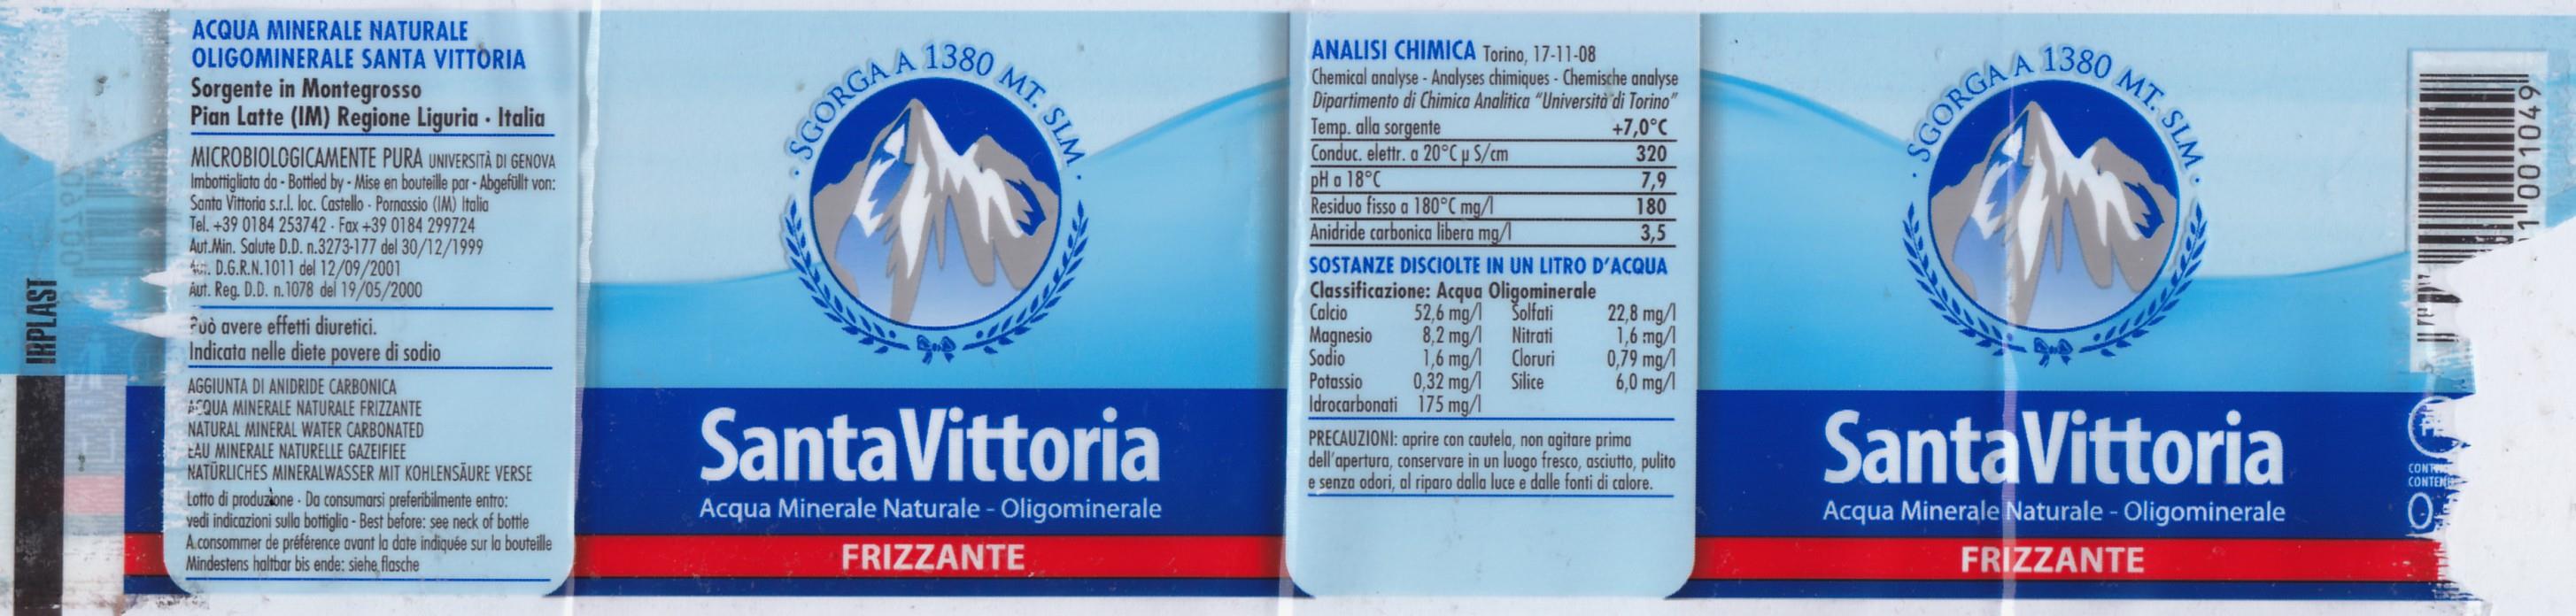 IRPLAST
ACQUA MINERALE NATURALE
OLIGOMINERALE SANTA VITTORIA
Sorgente in Montegrosso
Pian Latte (IM) Regione Liguria · Italia
MICROBIOLOGICAMENTE PURA UNIVERSITÀ DI GENOVA
Imbottigliata da - Bottled by - Mise en bouteille par - Abgefüllt von:
Santa Vittoria s.r.l. loc. Castello - Pornassio (IM) Italia
Tel. +39 0184 253742 - Fax +39 0184 299724
Aut.Min. Salute D.D. n.3273-177 del 30/12/1999
D.G.R.N.1011 del 12/09/2001
Aut. Reg. D.D. n.1078 del 19/05/2000
Può avere effetti diuretici.
Indicata nelle diete povere di sodio
AGGIUNTA DI ANIDRIDE CARBONICA
ACQUA MINERALE NATURALE FRIZZANTE
NATURAL MINERAL WATER CARBONATED
EAU MINERALE NATURELLE GAZEIFIEE
NATÜRLICHES MINERALWASSER MIT KOHLENSÄURE VERSE
Lotto di produzione - Da consumarsi preferibilmente entro:
vedi indicazioni sulla bottiglia - Best before: see neck of bottle
A.consommer de préférence avant la date indiquée sur la bouteille
Mindestens haltbar bis ende: siehe flasche
· SGORGA A 1380 MT. SLM ·
SantaVittoria
Acqua Minerale Naturale - Oligominerale
FRIZZANTE
ANALISI CHIMICA Torino, 17-11-08
Chemical analyse - Analyses chimiques - Chemische analyse
Dipartimento di Chimica Analitica "Università di Torino"
Temp. alla sorgente +7,0°C
Conduc. elettr. a 20°C µ S/cm 320
pH a 18°C 7,9
Residuo fisso a 180°C mg/l 180
Anidride carbonica libera mg/l 3,5
SOSTANZE DISCIOLTE IN UN LITRO D'ACQUA
Classificazione: Acqua Oligominerale
Calcio 52,6 mg/l Solfati 22,8 mg/l
Magnesio 8,2 mg/l Nitrati 1,6 mg/l
Sodio 1,6 mg/l Cloruri 0,79 mg/l
Potassio 0,32 mg/l Silice 6,0 mg/l
Idrocarbonati 175 mg/l
PRECAUZIONI: aprire con cautela, non agitare prima
dell'apertura, conservare in un luogo fresco, asciutto, pulito
e senza odori, al riparo dalla luce e dalle fonti di calore.
· SGORGA A 1380 MT. SLM ·
SantaVittoria
Acqua Minerale Naturale - Oligominerale
FRIZZANTE
001049